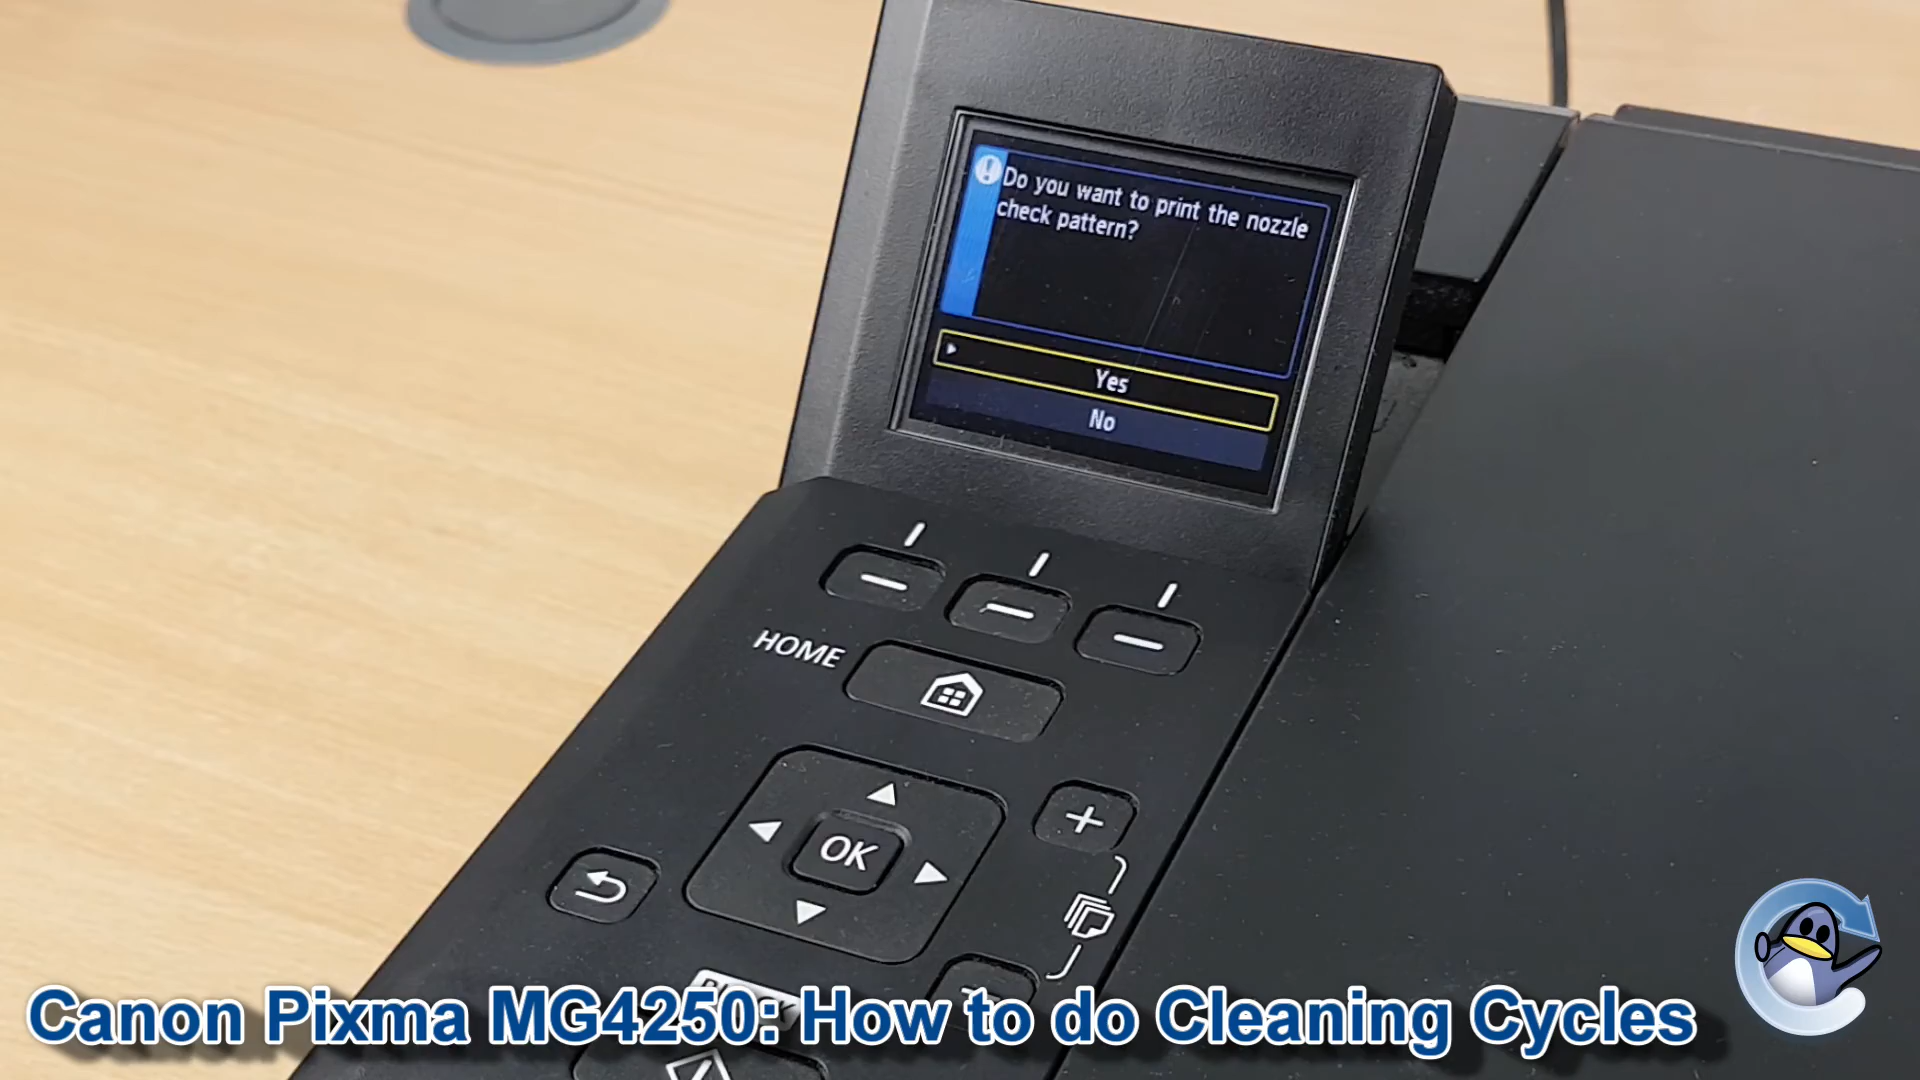 Do you want to print the nozzle
check pattern?
Yes
No
HOME
OK
Canon Pixma MG4250: How to do Cleaning Cycles